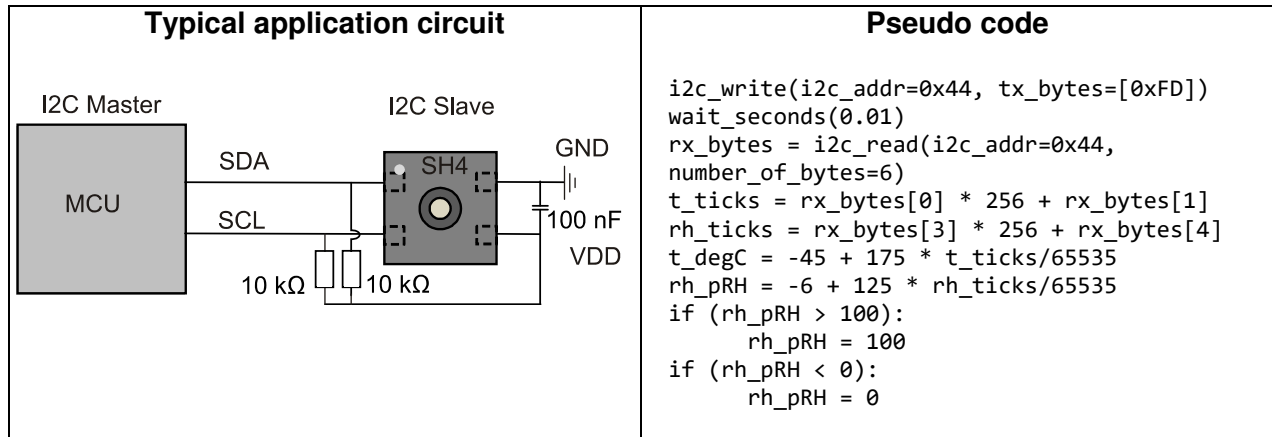 Typical application circuit
I2C Master
I2C Slave
MCU
SDA
SCL
SH4
GND
100 nF
VDD
10 kΩ
10 kΩ
Pseudo code
i2c_write(i2c_addr=0x44, tx_bytes=[0xFD])
wait_seconds(0.01)
rx_bytes = i2c_read(i2c_addr=0x44,
number_of_bytes=6)
t_ticks = rx_bytes[0] * 256 + rx_bytes[1]
rh_ticks = rx_bytes[3] * 256 + rx_bytes[4]
t_degC = -45 + 175 * t_ticks/65535
rh_pRH = -6 + 125 * rh_ticks/65535
if (rh_pRH > 100):
      rh_pRH = 100
if (rh_pRH < 0):
      rh_pRH = 0